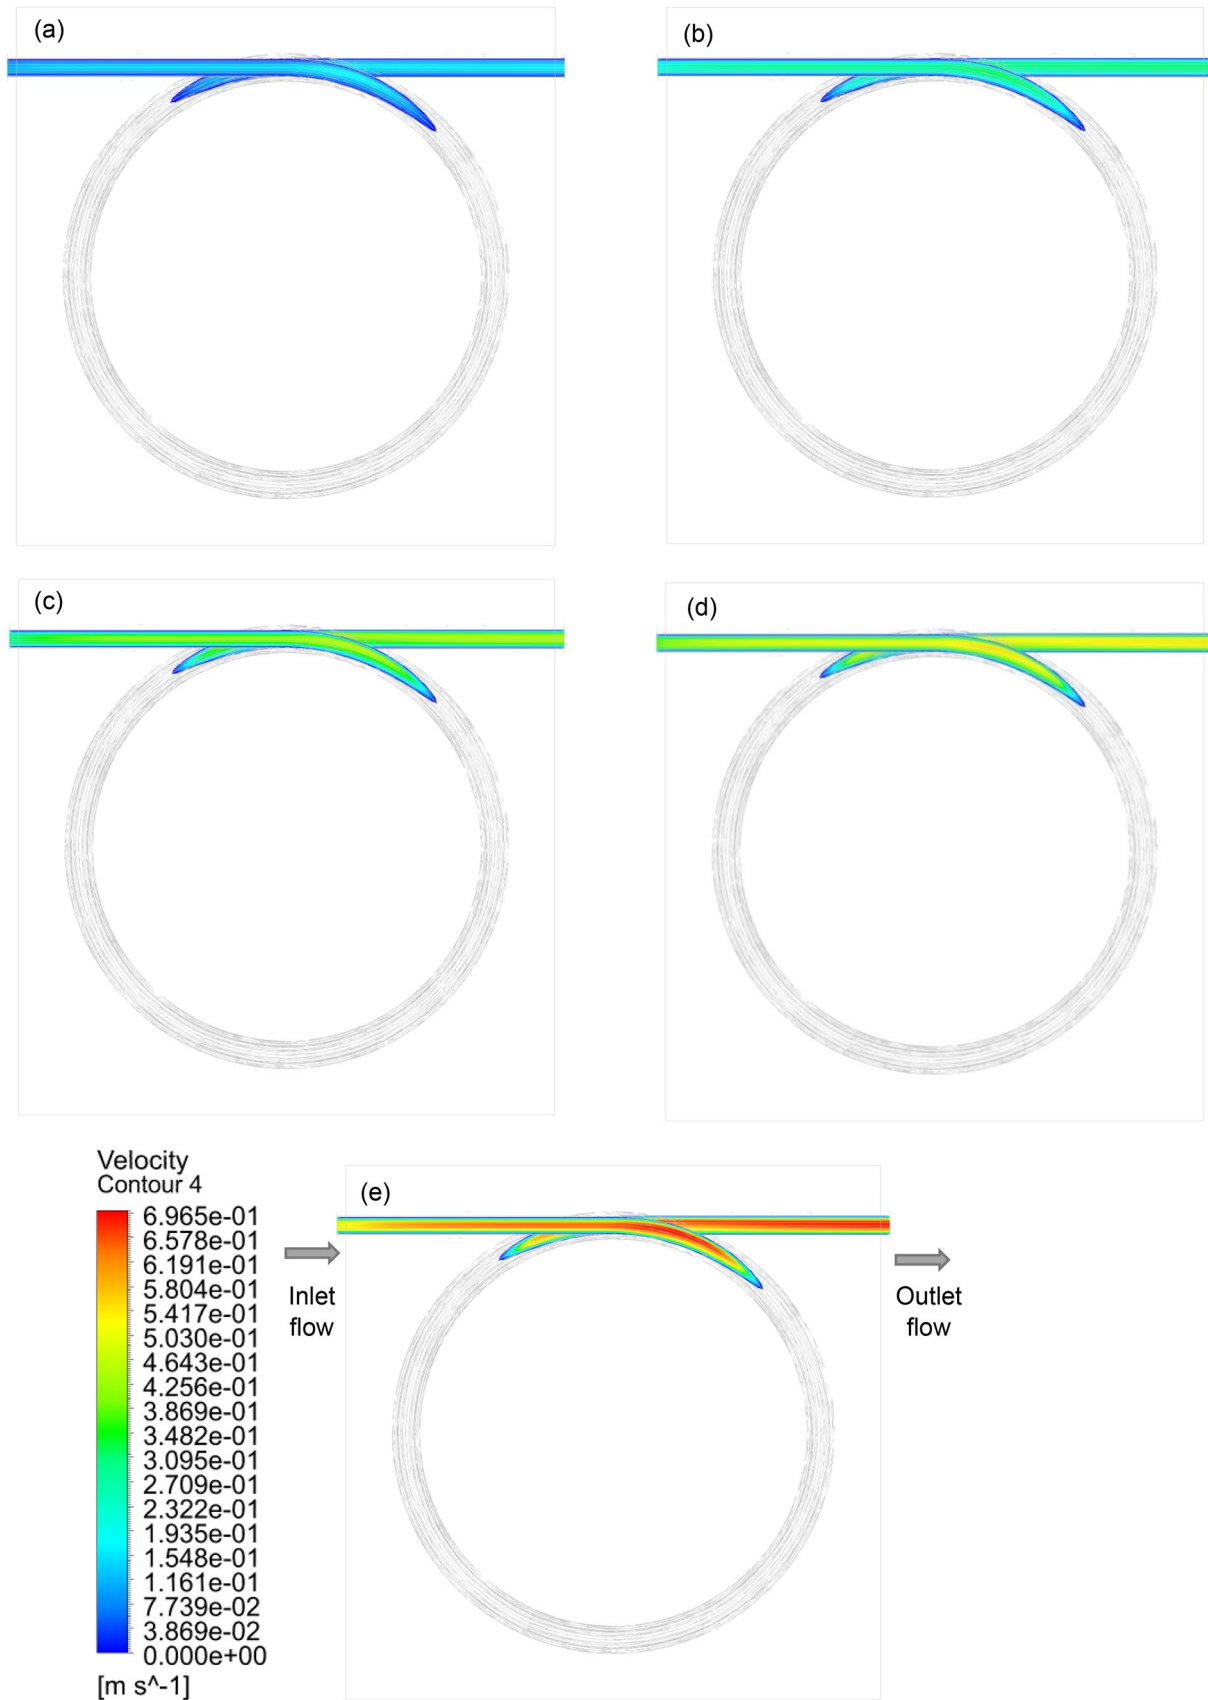 (a)
(b)
(c)
(d)
Velocity
Contour 4
6.965e-01
6.578e-01
6.191e-01
5.804e-01
5.417e-01
5.030e-01
4.643e-01
4.256e-01
3.869e-01
3.482e-01
3.095e-01
2.709e-01
2.322e-01
1.935e-01
1.548e-01
1.161e-01
7.739e-02
3.869e-02
0.000e+00
[m s^-1]
(e)
Inlet
flow
Outlet
flow